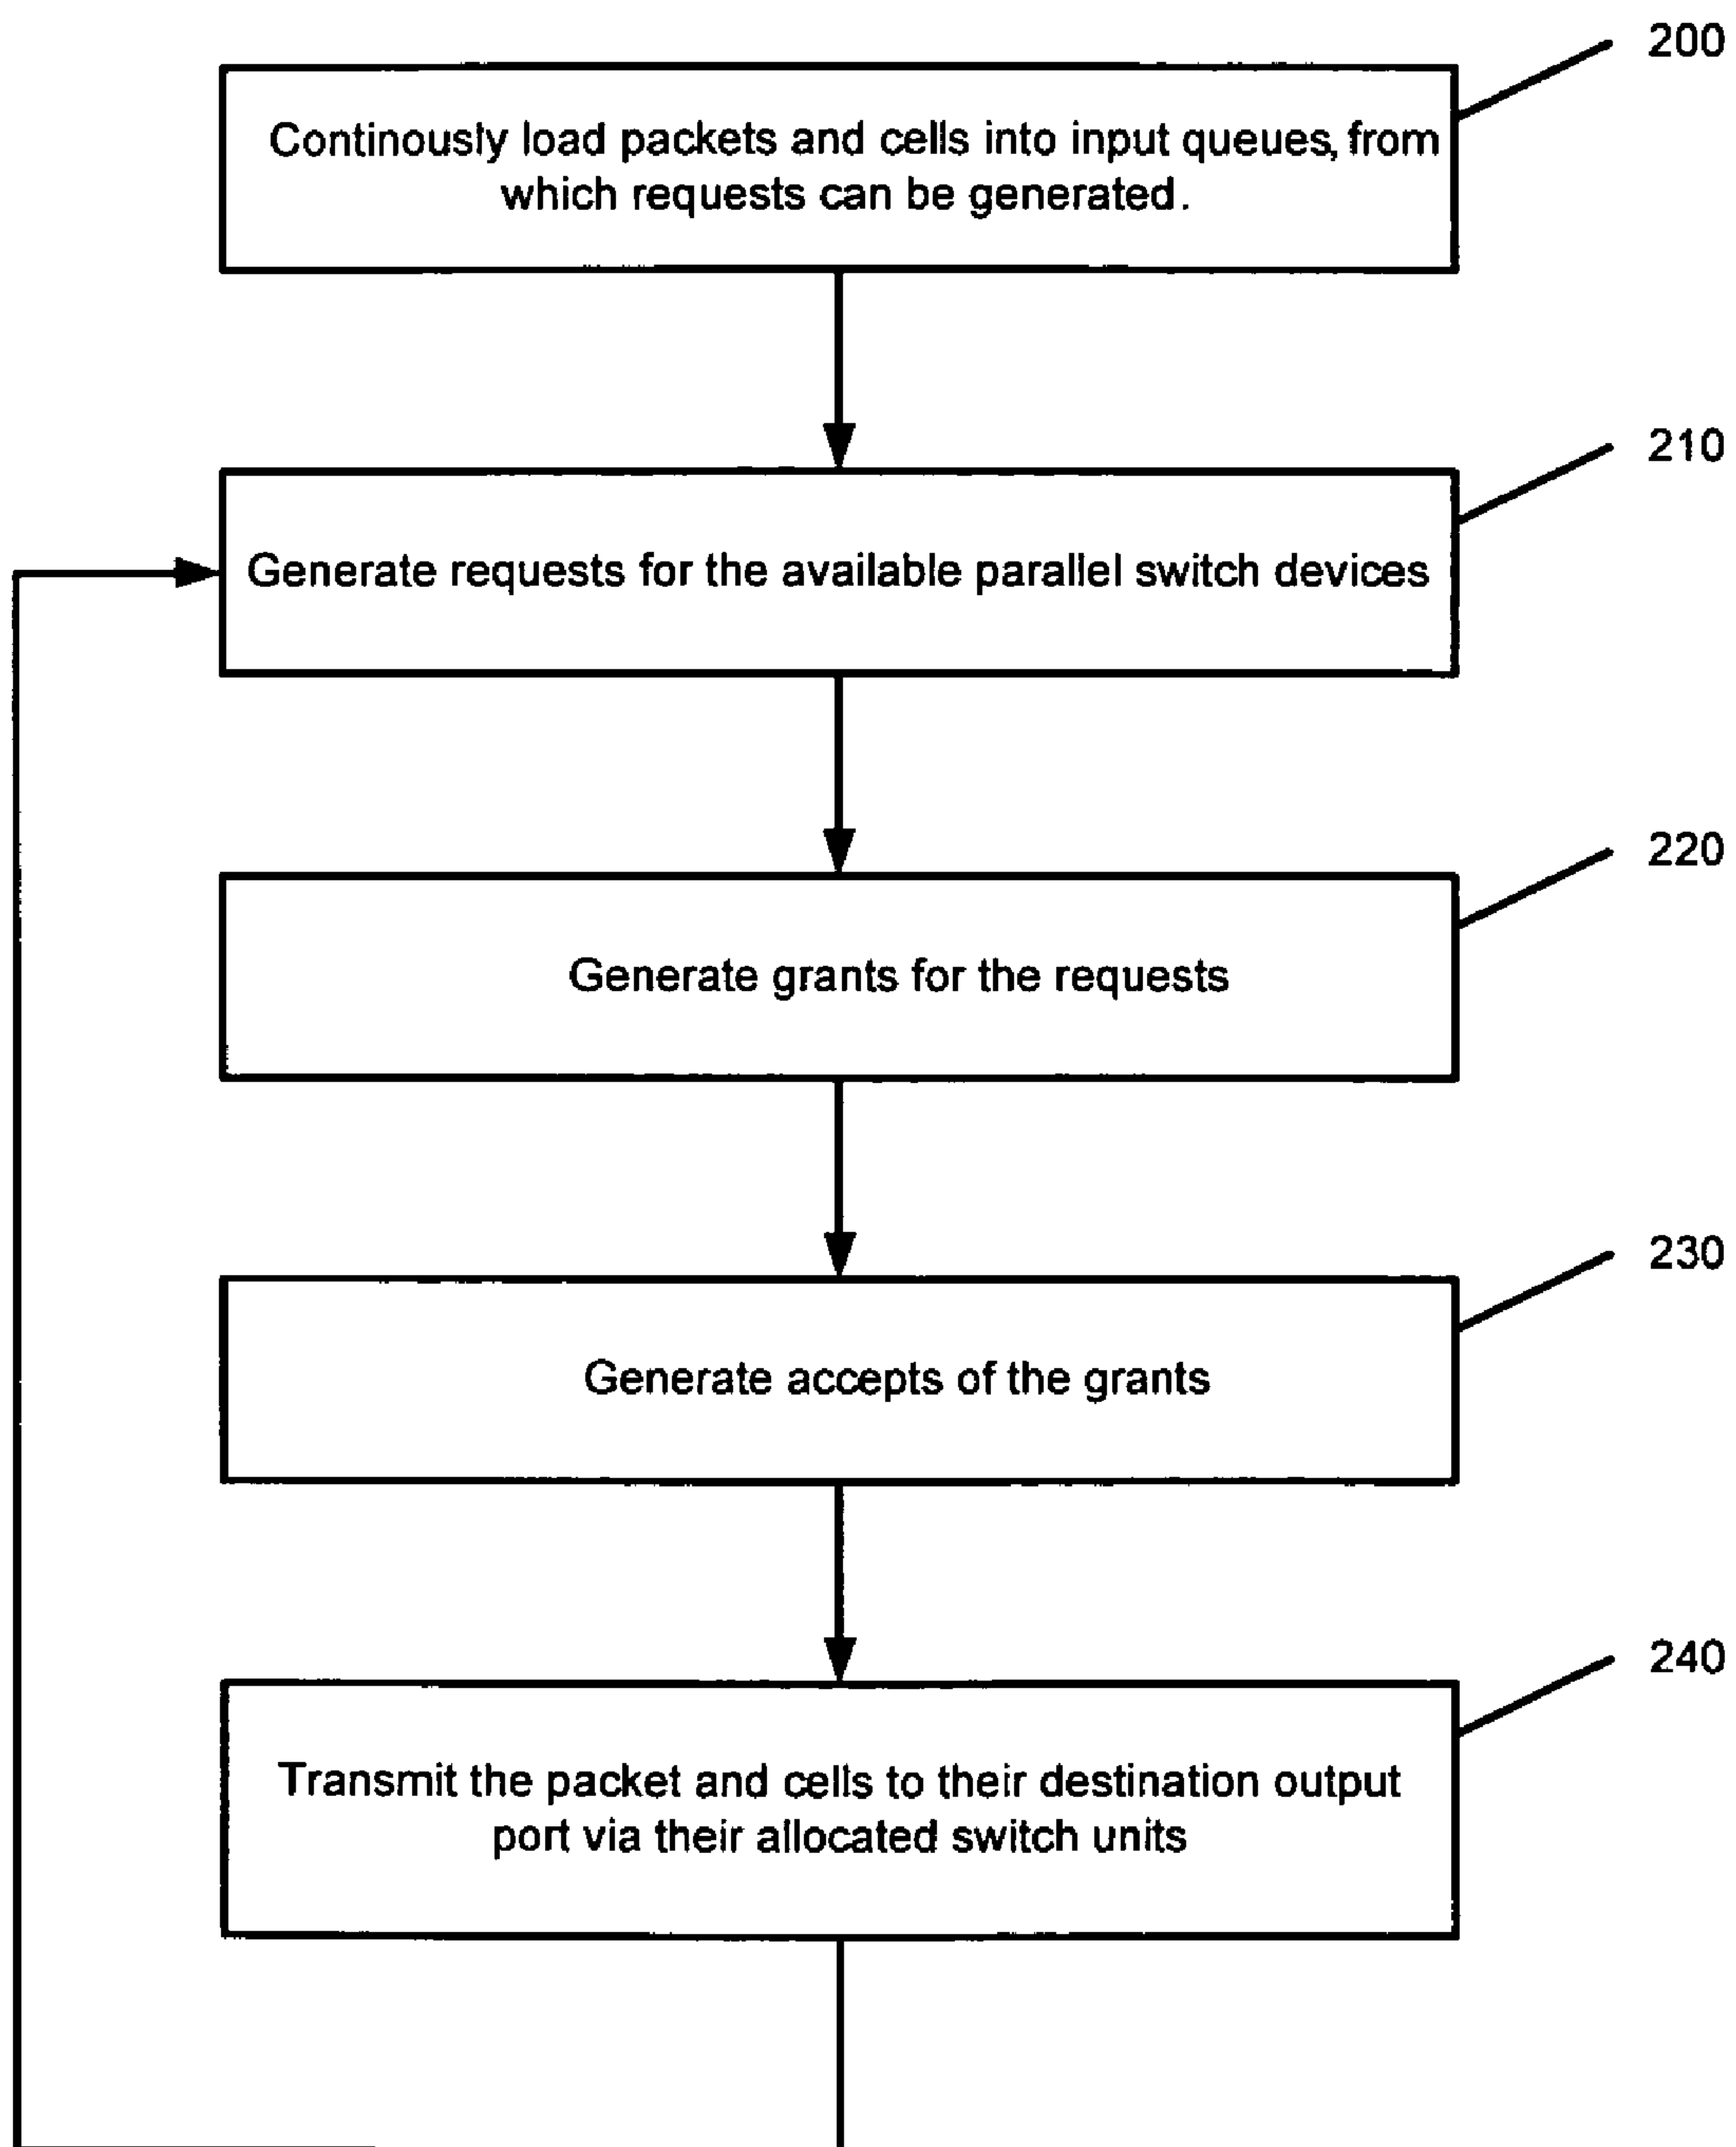 200
Continously load packets and cells into input queues, from
which requests can be generated.
210
Generate requests for the available parallel switch devices
220
Generate grants for the requests
230
Generate accepts of the grants
240
Transmit the packet and cells to their destination output
port via their allocated switch units